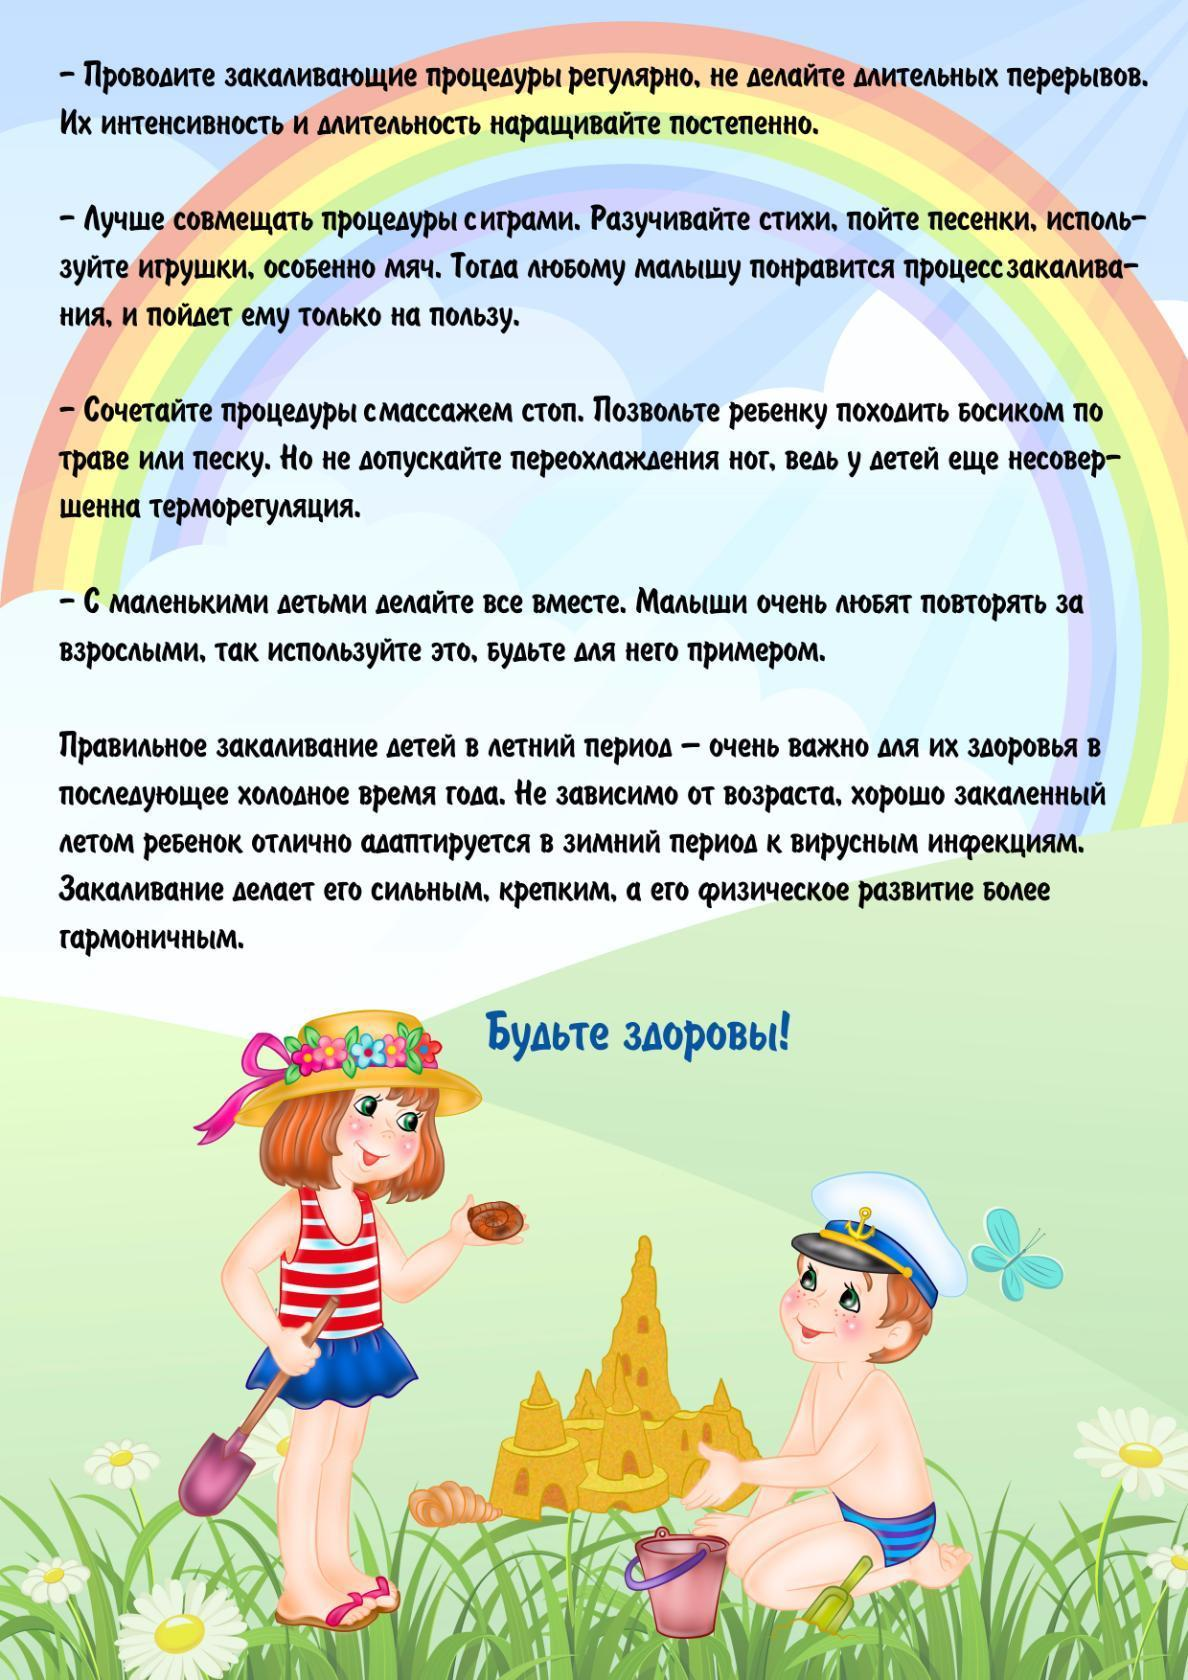 – Проводите закаливающие процедуры регулярно, не делайте длительных перерывов.
Их интенсивность и длительность наращивайте постепенно.
– Лучше совмещать процедуры с играми. Разучивайте стихи, пойте песенки, исполь-
зуйте игрушки, особенно мяч. Тогда любому малышу понравится процесс закалива-
ния, и пойдет ему только на пользу.
– Сочетайте процедуры с массажем стоп. Позвольте ребенку походить босиком по
траве или песку. Но не допускайте переохлаждения ног, ведь у детей еще несовер-
шенна терморегуляция.
– С маленькими детьми делайте все вместе. Малыши очень любят повторять за
взрослыми, так используйте это, будьте для него примером.
Правильное закаливание детей в летний период – очень важно для их здоровья в
последующее холодное время года. Не зависимо от возраста, хорошо закаленный
летом ребенок отлично адаптируется в зимний период к вирусным инфекциям.
Закаливание делает его сильным, крепким, а его физическое развитие более
гармоничным.
Будьте здоровы!